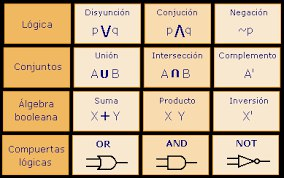 Lógica
Disyunción
p V q
Conjución
p Λ q
Negación
~p
Conjuntos
Unión
A U B
Intersección
A ∩ B
Complemento
A'
Álgebra
booleana
Suma
X + Y
Producto
X Y
Inversión
X'
Compuertas
lógicas
OR
AND
NOT